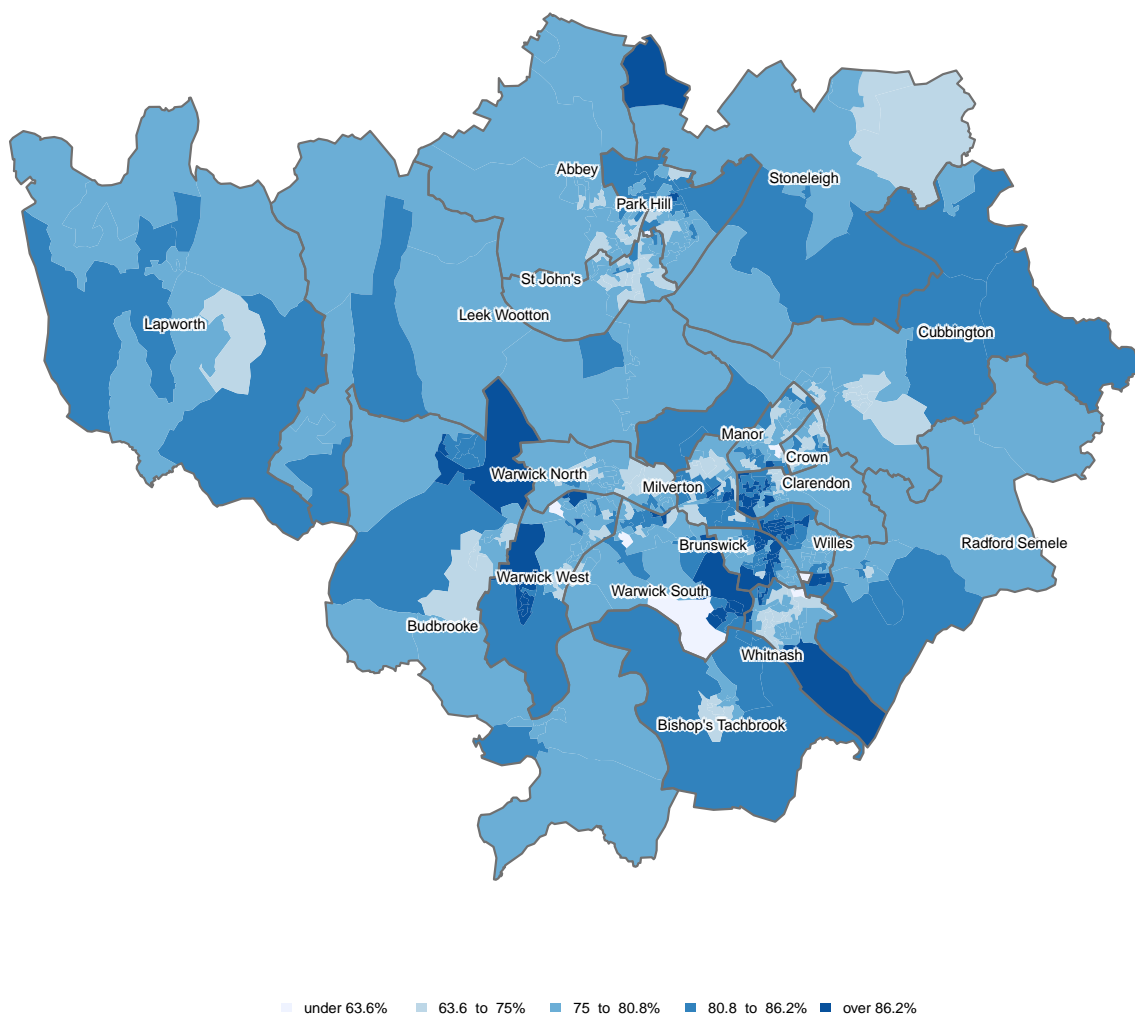 Abbey
Stoneleigh
Park Hill
St John's
Leek Wootton
Lapworth
Cubbington
Manor
Crown
Warwick North
Milverton
Clarendon
Brunswick
Willes
Radford Semele
Warwick West
Warwick South
Budbrooke
Whitnash
Bishop's Tachbrook
under 63.6% 63.6 to 75% 75 to 80.8% 80.8 to 86.2% over 86.2%